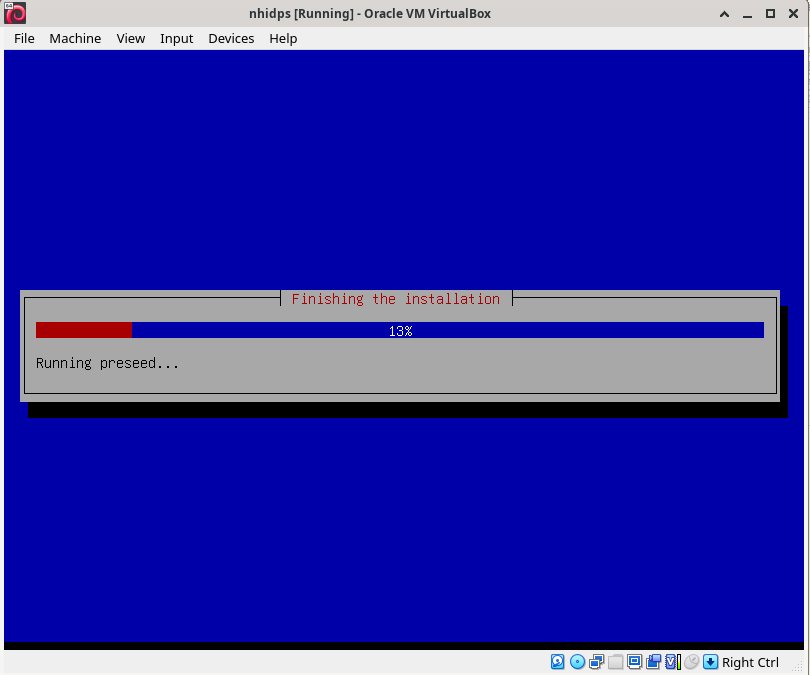 nhidps [Running] - Oracle VM VirtualBox
File Machine View Input Devices Help
Finishing the installation
13%
Running preseed...
Right Ctrl